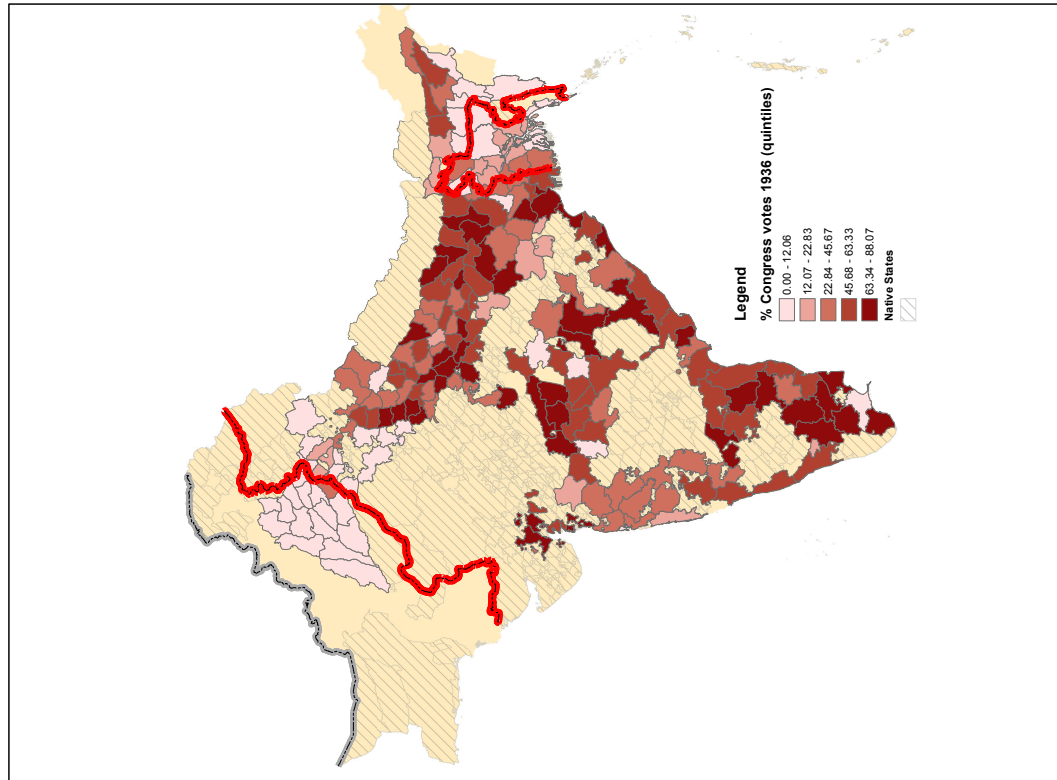 Legend
% Congress votes 1936 (quintiles)
0.00 - 12.06
12.07 - 22.83
22.84 - 45.67
45.68 - 63.33
63.34 - 88.07
Native States